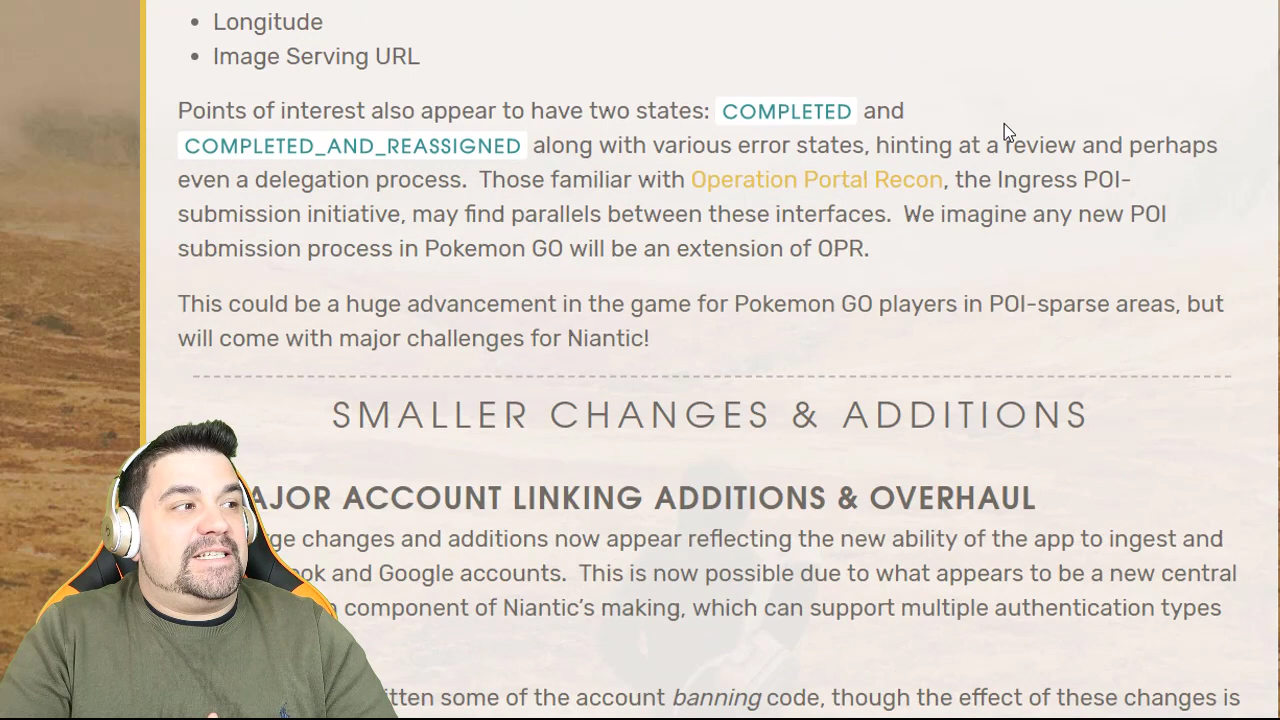 Longitude
Image Serving URL
Points of interest also appear to have two states: COMPLETED and
COMPLETED_AND_REASSIGNED along with various error states, hinting at a review and perhaps
even a delegation process. Those familiar with Operation Portal Recon, the Ingress POI-
submission initiative, may find parallels between these interfaces. We imagine any new POI
submission process in Pokemon GO will be an extension of OPR.
This could be a huge advancement in the game for Pokemon GO players in POI-sparse areas, but
will come with major challenges for Niantic!
SMALLER CHANGES & ADDITIONS
ACCOUNT LINKING ADDITIONS & OVERHAUL
changes and additions now appear reflecting the new ability of the app to ingest and
and Google accounts. This is now possible due to what appears to be a new central
component of Niantic's making, which can support multiple authentication types
some of the account banning code, though the effect of these changes is